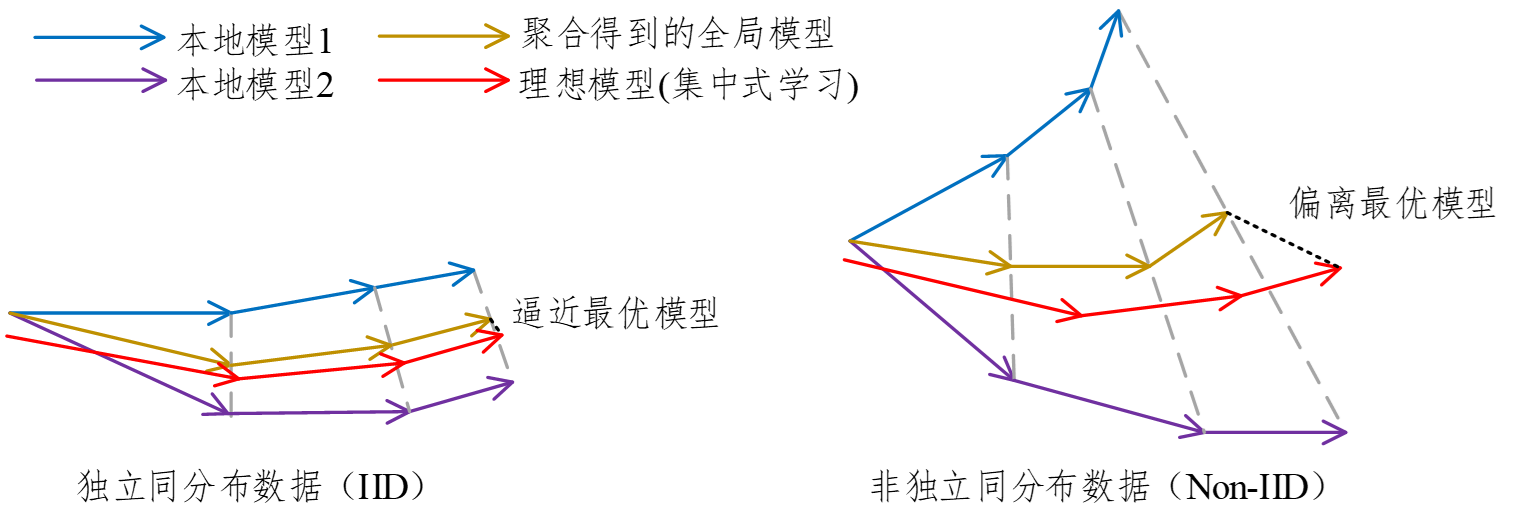 本地模型1
聚合得到的全局模型
本地模型2
理想模型(集中式学习)
偏离最优模型
逼近最优模型
独立同分布数据（IID）
非独立同分布数据（Non-IID）